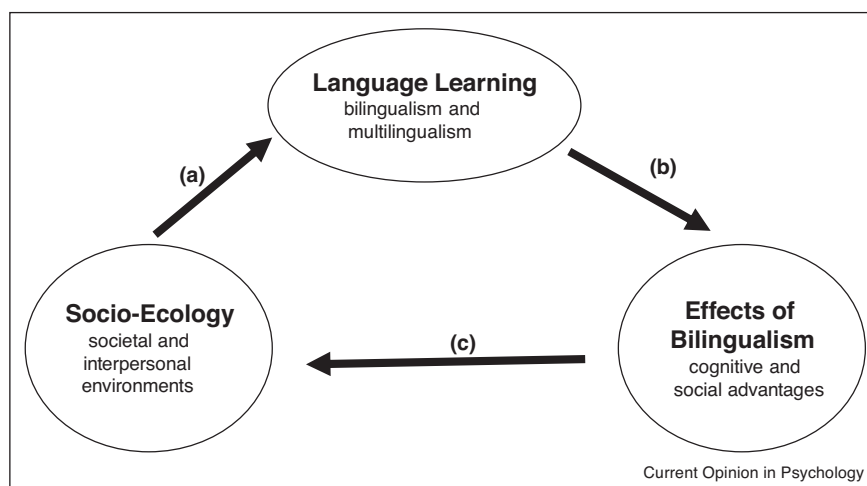 Language Learning
bilingualism and
multilingualism
(a)
(b)
Socio-Ecology
societal and
interpersonal
environments
(c)
Effects of
Bilingualism
cognitive and
social advantages
Current Opinion in Psychology